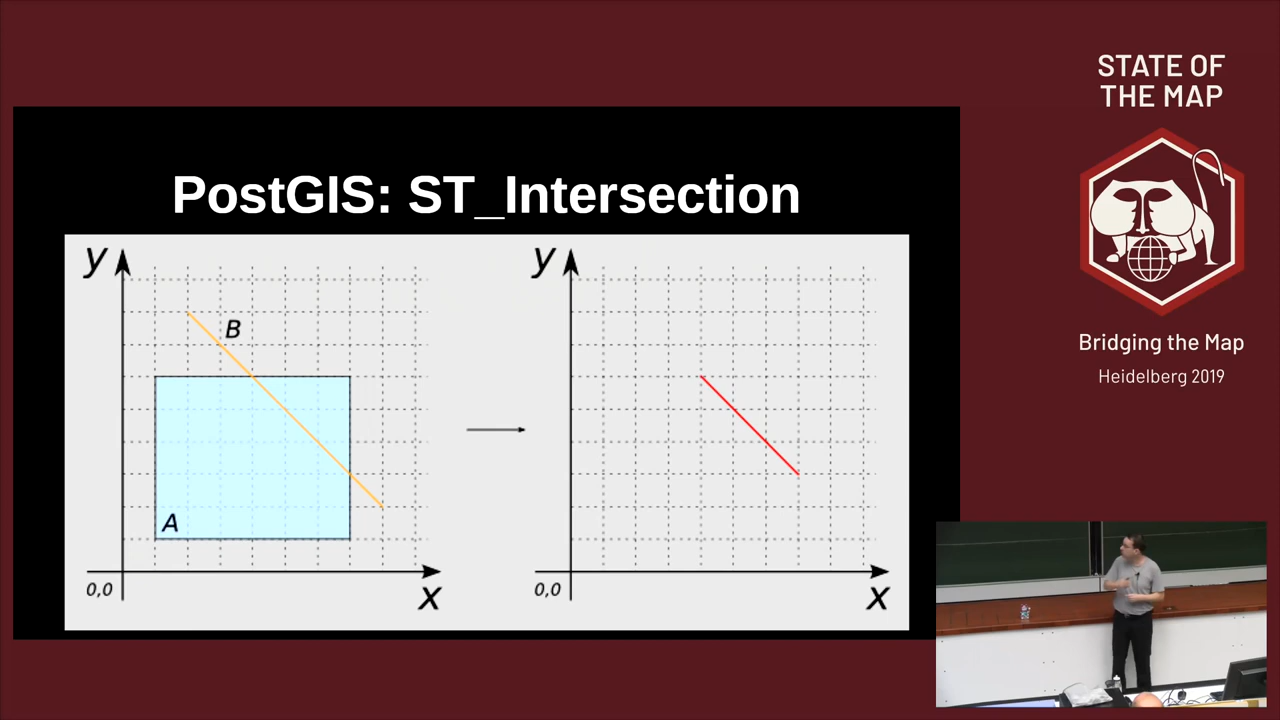 STATE OF
THE MAP
PostGIS: ST_Intersection
y
B
A
0,0
x
y
0,0
x
Bridging the Map
Heidelberg 2019